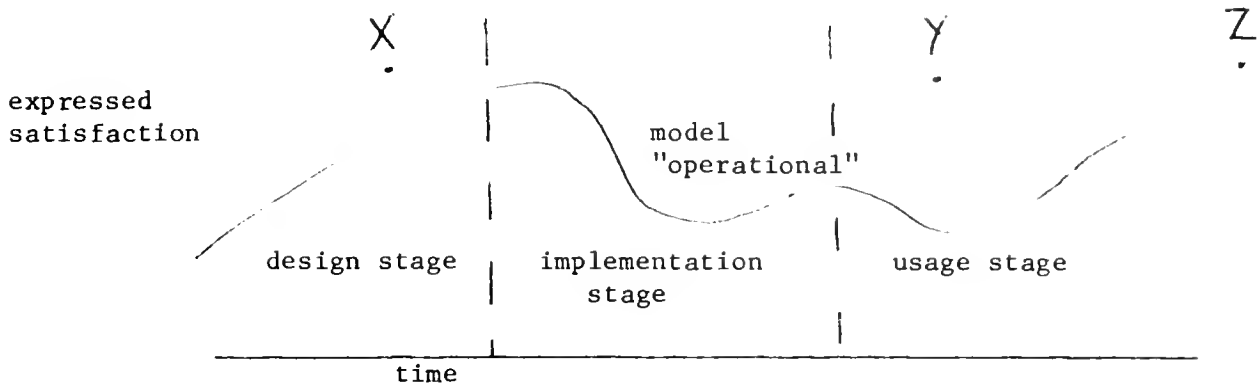 X
Y
Z
expressed
satisfaction
model
"operational"
design stage
implementation
stage
usage stage
time